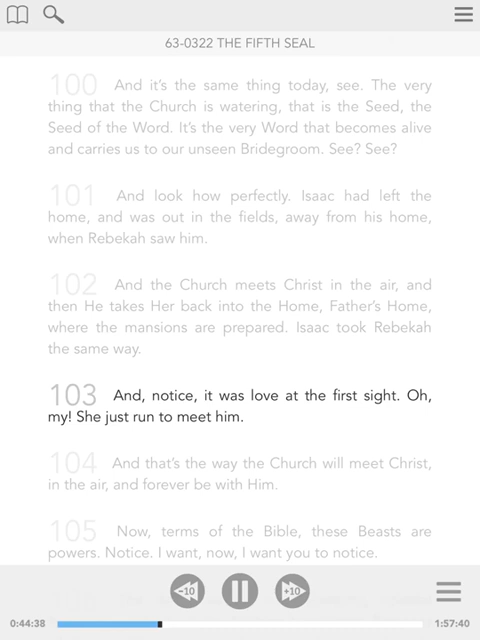 63-0322 THE FIFTH SEAL
100 And it's the same thing today, see. The very
thing that the Church is watering, that is the Seed, the
Seed of the Word. It's the very Word that becomes alive
and carries us to our unseen Bridegroom. See? See?
101 And look how perfectly. Isaac had left the
home, and was out in the fields, away from his home,
when Rebekah saw him.
102 And the Church meets Christ in the air, and
then He takes Her back into the Home, Father's Home,
where the mansions are prepared. Isaac took Rebekah
the same way.
103 And, notice, it was love at the first sight. Oh,
my! She just run to meet him.
104 And that's the way the Church will meet Christ,
in the air, and forever be with Him.
105 Now, terms of the Bible, these Beasts are
powers. Notice. I want, now, I want you to notice.
-10 +10
0:44:38 1:57:40